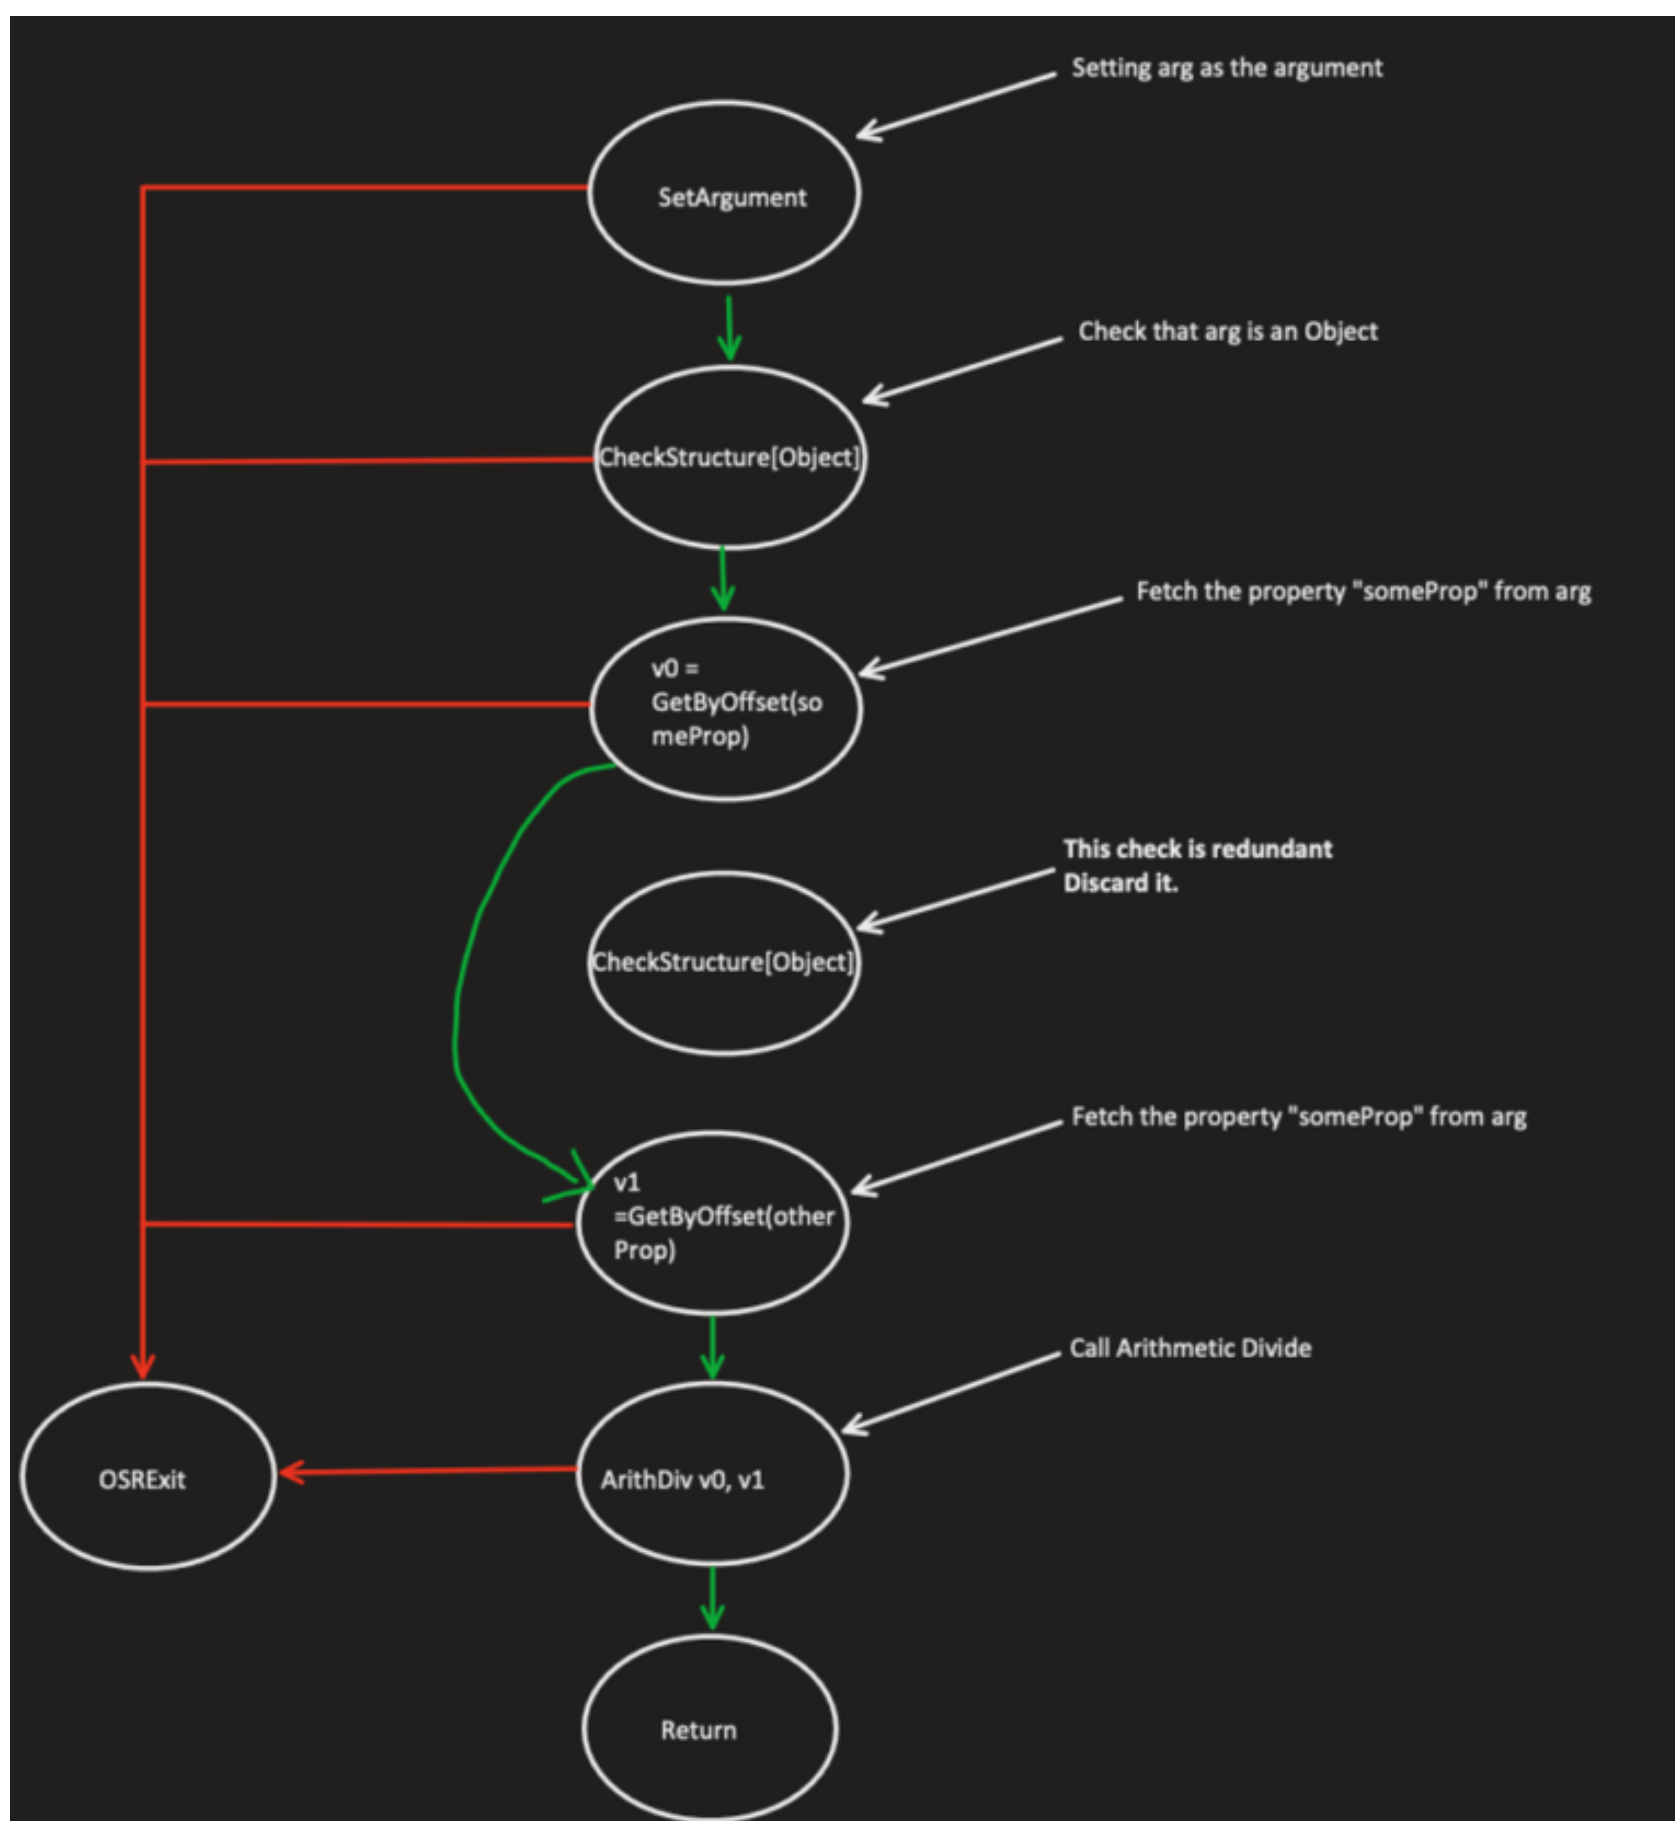 Setting arg as the argument
SetArgument
Check that arg is an Object
CheckStructure[Object]
Fetch the property "someProp" from arg
v0 =
GetByOffset(so
meProp)
This check is redundant
Discard it.
CheckStructure[Object]
Fetch the property "someProp" from arg
v1
=GetByOffset(other
Prop)
Call Arithmetic Divide
OSRExit
ArithDiv v0, v1
Return